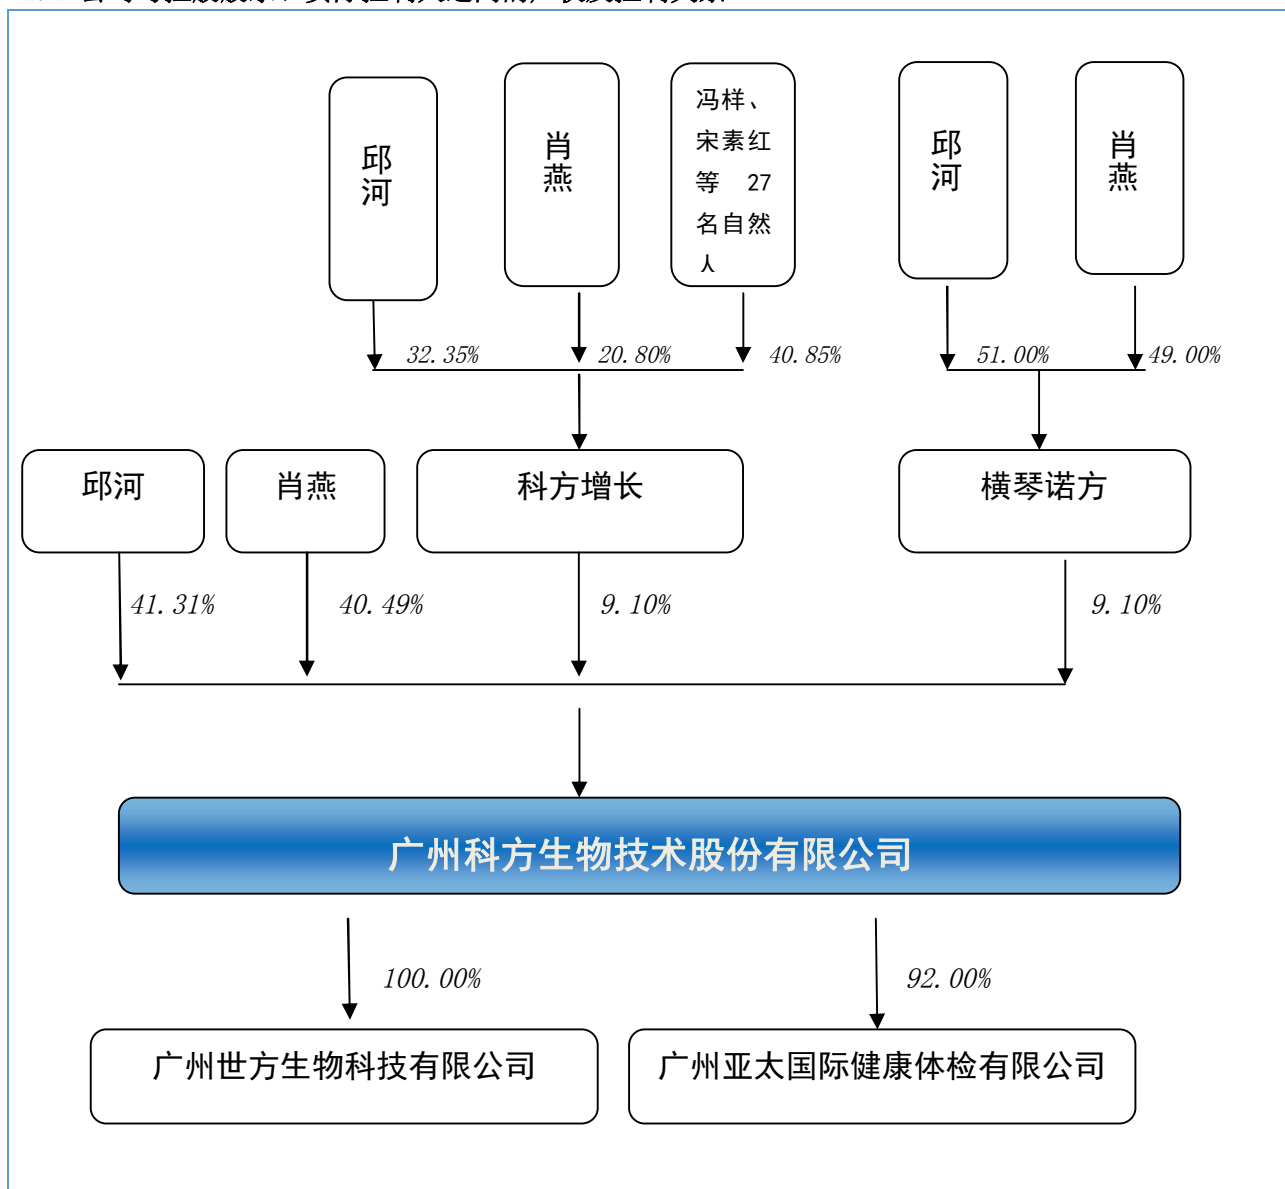 邱河
肖燕
冯样、
宋素红
等 27
名自然
人
邱河
肖燕
32.35%
20.80%
40.85%
51.00%
49.00%
邱河
肖燕
科方增长
横琴诺方
41.31%
40.49%
9.10%
9.10%
广州科方生物技术股份有限公司
100.00%
92.00%
广州世方生物科技有限公司
广州亚太国际健康体检有限公司